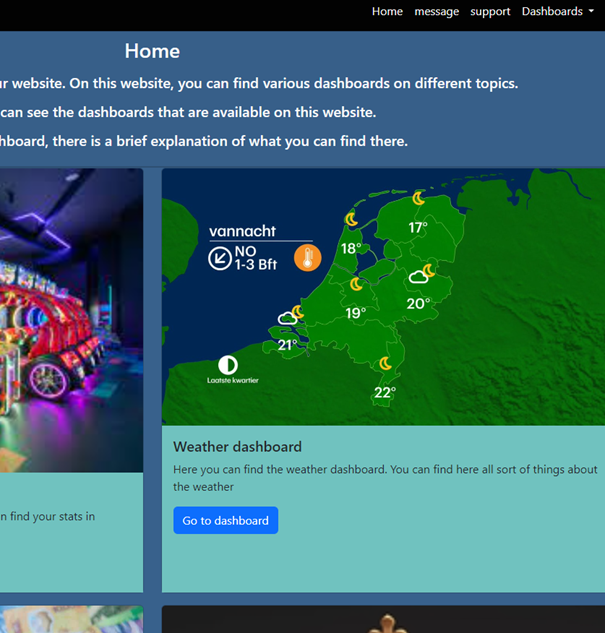 Home message support Dashboards
Home
r website. On this website, you can find various dashboards on different topics.
can see the dashboards that are available on this website.
hboard, there is a brief explanation of what you can find there.
vannacht
NO
1-3 Bft
17°
18°
20°
19°
21°
22°
Laatste kwartier
Weather dashboard
Here you can find the weather dashboard. You can find here all sort of things about
the weather
Go to dashboard
n find your stats in